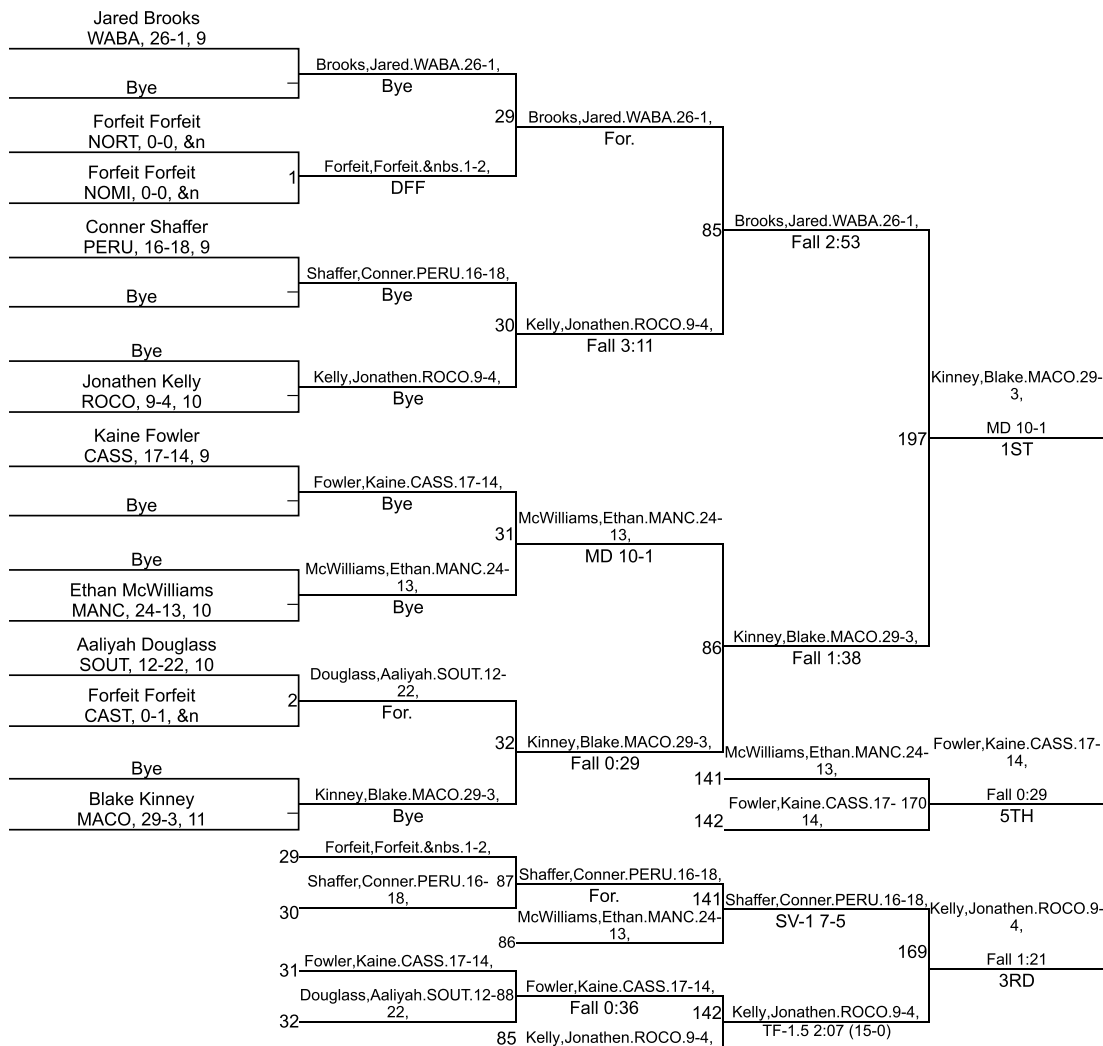 Jared Brooks
WABA, 26-1, 9
Bye
Forfeit Forfeit
NORT, 0-0, &n
Forfeit Forfeit
NOMI, 0-0, &n
1
Conner Shaffer
PERU, 16-18, 9
Bye
Bye
Jonathen Kelly
ROCO, 9-4, 10
Kaine Fowler
CASS, 17-14, 9
Bye
Bye
Ethan McWilliams
MANC, 24-13, 10
Aaliyah Douglass
SOUT, 12-22, 10
Forfeit Forfeit
CAST, 0-1, &n
2
Bye
Blake Kinney
MACO, 29-3, 11
Brooks,Jared.WABA.26-1,
Bye
29
Forfeit,Forfeit.&nbs.1-2,
DFF
Shaffer,Conner.PERU.16-18,
Bye
30
Kelly,Jonathen.ROCO.9-4,
Bye
Fowler,Kaine.CASS.17-14,
Bye
31
McWilliams,Ethan.MANC.24-
13,
Bye
Douglass,Aaliyah.SOUT.12-
22,
For.
32
Kinney,Blake.MACO.29-3,
Bye
Brooks,Jared.WABA.26-1,
For.
85
Kelly,Jonathen.ROCO.9-4,
Fall 3:11
McWilliams,Ethan.MANC.24-
13,
MD 10-1
86
Kinney,Blake.MACO.29-3,
Fall 0:29
Brooks,Jared.WABA.26-1,
Fall 2:53
197
Kinney,Blake.MACO.29-3,
Fall 1:38
Kinney,Blake.MACO.29-
3,
MD 10-1
1ST
McWilliams,Ethan.MANC.24-
13,
141
Fowler,Kaine.CASS.17-
14,
142
170
Fowler,Kaine.CASS.17-
14,
Fall 0:29
5TH
29
Forfeit,Forfeit.&nbs.1-2,
Shaffer,Conner.PERU.16-
18,
30
87
Shaffer,Conner.PERU.16-18,
For.
141
McWilliams,Ethan.MANC.24-
13,
86
Shaffer,Conner.PERU.16-18,
SV-1 7-5
169
Kelly,Jonathen.ROCO.9-
4,
Fall 1:21
3RD
31
Fowler,Kaine.CASS.17-14,
Douglass,Aaliyah.SOUT.12-
22,
32
88
Fowler,Kaine.CASS.17-14,
Fall 0:36
142
85
Kelly,Jonathen.ROCO.9-4,
Kelly,Jonathen.ROCO.9-4,
TF-1.5 2:07 (15-0)